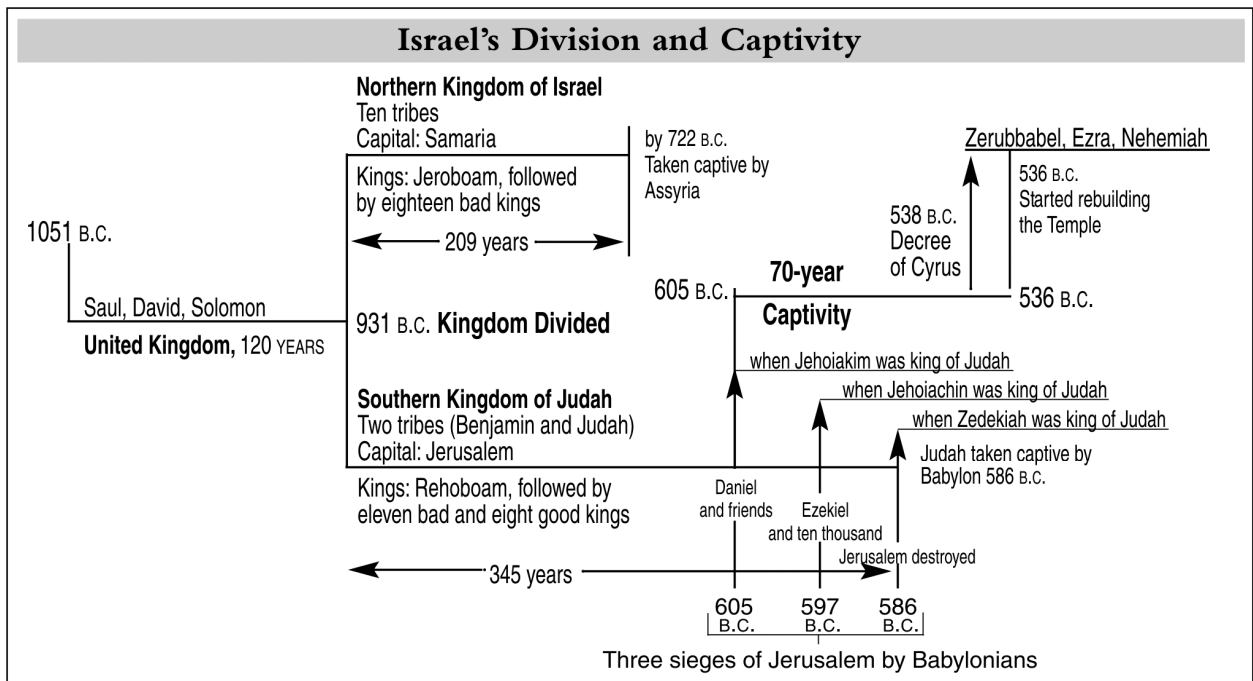 Israel's Division and Captivity
Northern Kingdom of Israel
Ten tribes
Capital: Samaria
Kings: Jeroboam, followed
by eighteen bad kings
209 years
by 722 B.C.
Taken captive by
Assyria
Zerubbabel, Ezra, Nehemiah
536 B.C.
Started rebuilding
the Temple
538 B.C.
Decree
of Cyrus
1051 B.C.
Saul, David, Solomon
United Kingdom, 120 YEARS
931 B.C. Kingdom Divided
605 B.C.
70-year
Captivity
536 B.C.
when Jehoiakim was king of Judah
when Jehoiachin was king of Judah
when Zedekiah was king of Judah
Judah taken captive by
Babylon 586 B.C.
Southern Kingdom of Judah
Two tribes (Benjamin and Judah)
Capital: Jerusalem
Kings: Rehoboam, followed by
eleven bad and eight good kings
Daniel
and friends
Ezekiel
and ten thousand
Jerusalem destroyed
345 years
605
B.C.
597
B.C.
586
B.C.
Three sieges of Jerusalem by Babylonians